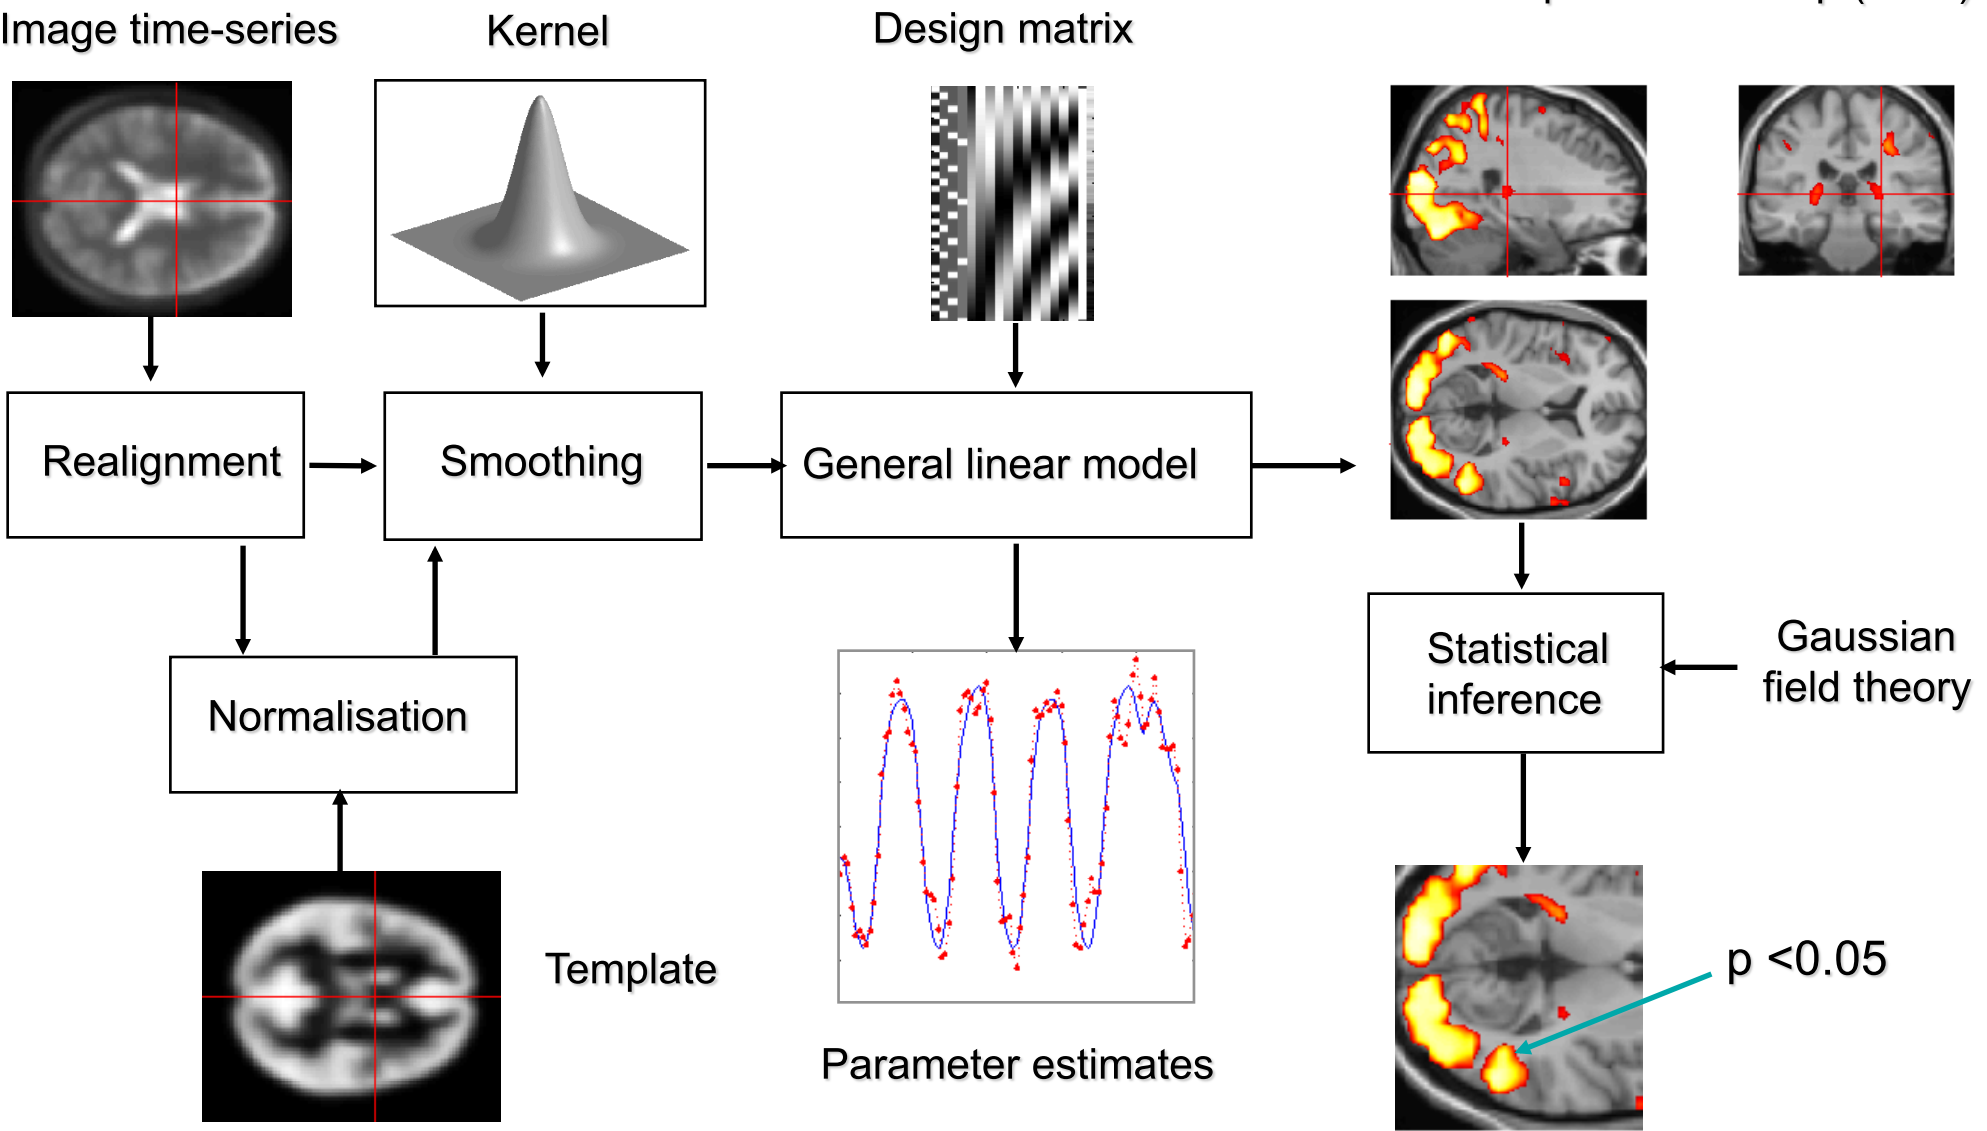 Image time-series
Kernel
Design matrix
Realignment
Smoothing
General linear model
Normalisation
Statistical
inference
Gaussian
field theory
Template
p <0.05
Parameter estimates